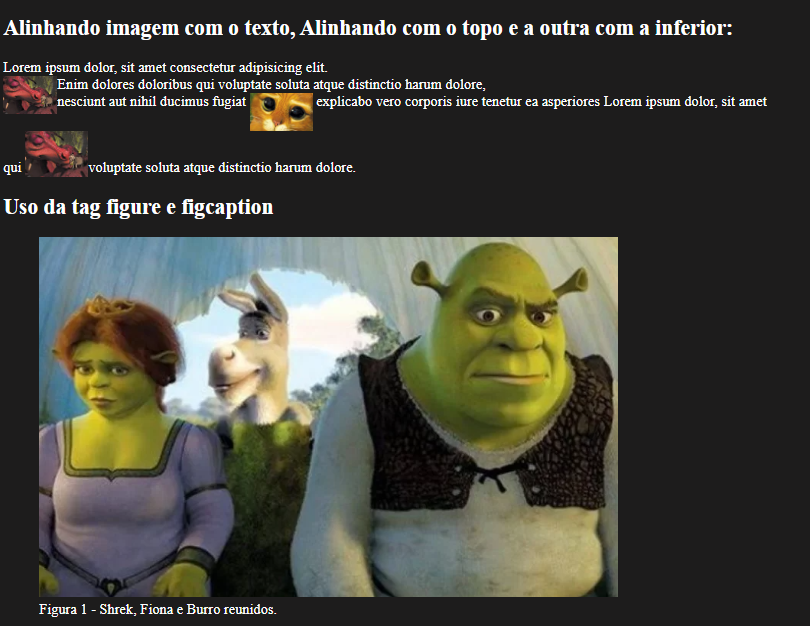 Alinhando imagem com o texto, Alinhando com o topo e a outra com a inferior:
Lorem ipsum dolor, sit amet consectetur adipisicing elit.
Enim dolores doloribus qui voluptate soluta atque distinctio harum dolore,
nesciunt aut nihil ducimus fugiat explicabo vero corporis iure tenetur ea asperiores Lorem ipsum dolor, sit amet
qui voluptate soluta atque distinctio harum dolore.
Uso da tag figure e figcaption
Figura 1 - Shrek, Fiona e Burro reunidos.